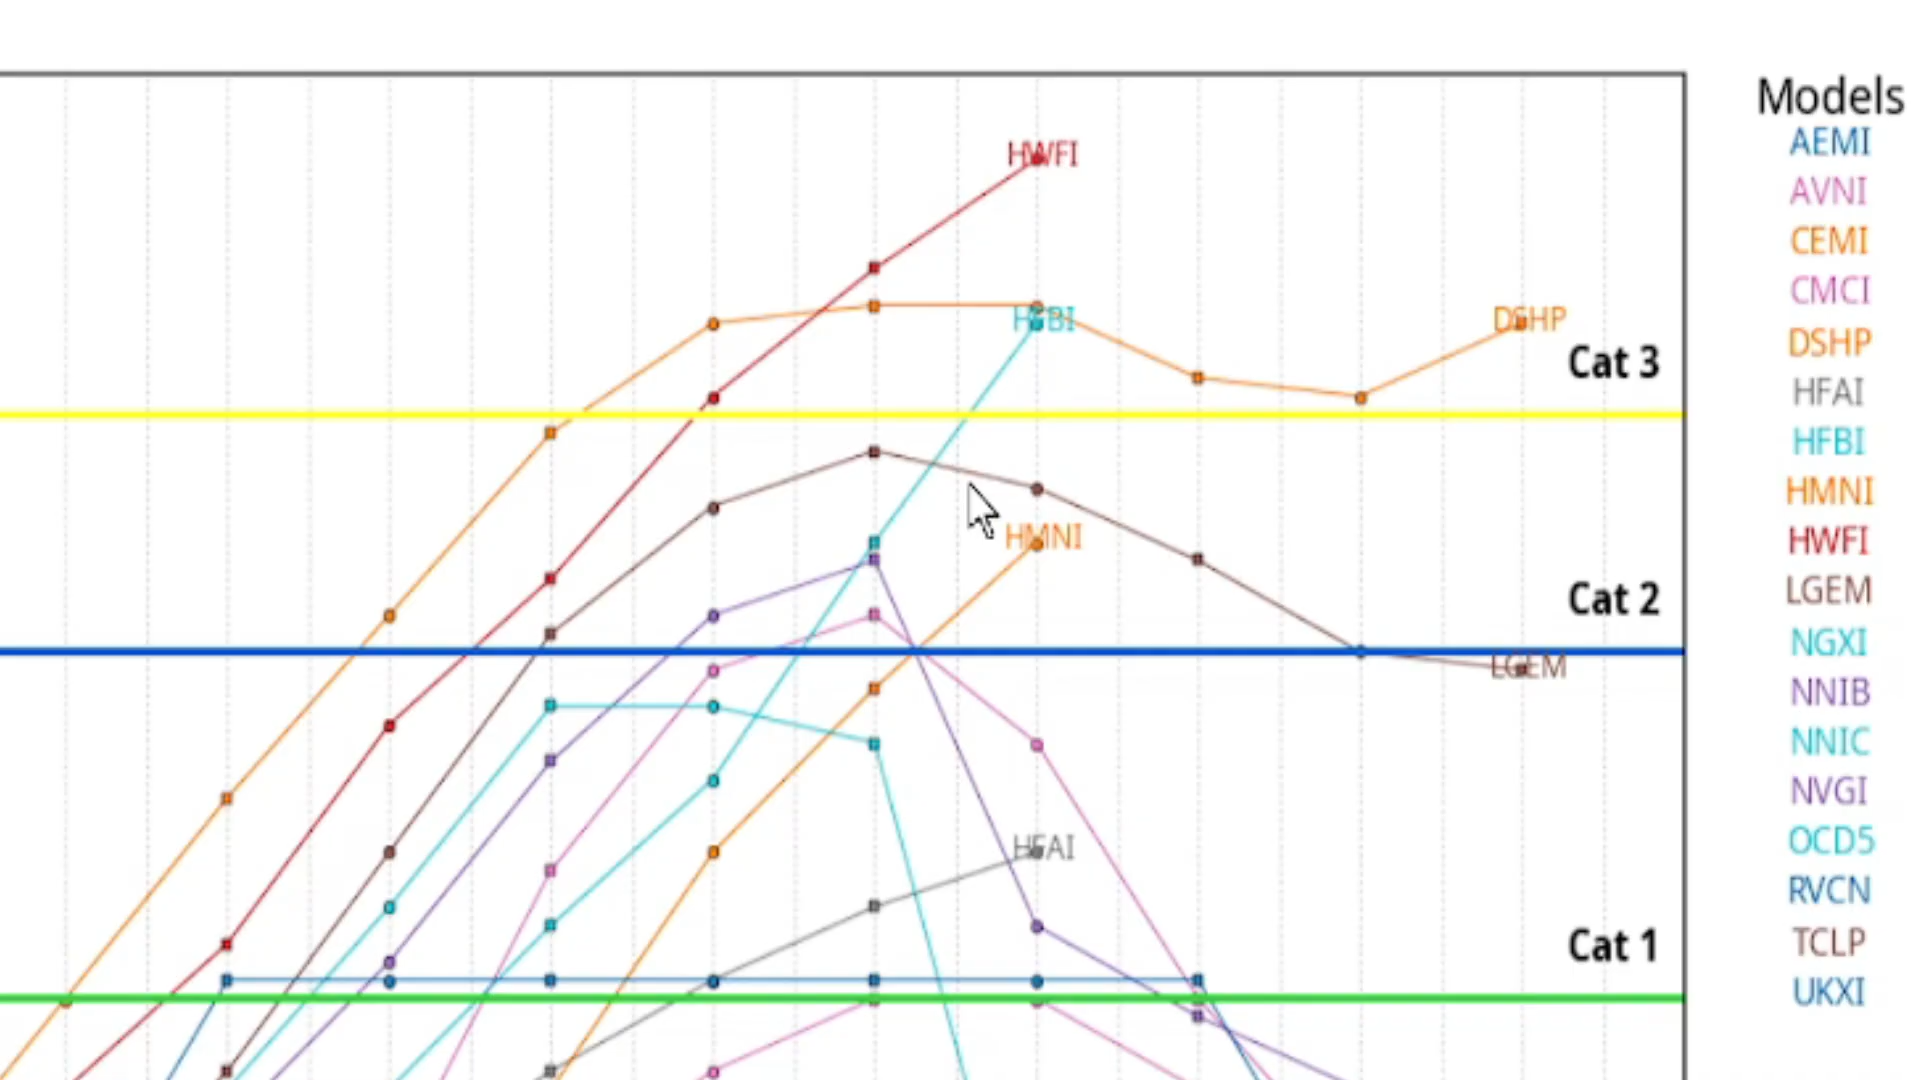 HWFI
HFBI
DSHP
Cat 3
HMNI
Cat 2
LGEM
HFAI
Cat 1
Models
AEMI
AVNI
CEMI
CMCI
DSHP
HFAI
HFBI
HMNI
HWFI
LGEM
NGXI
NNIB
NNIC
NVGI
OCD5
RVCN
TCLP
UKXI